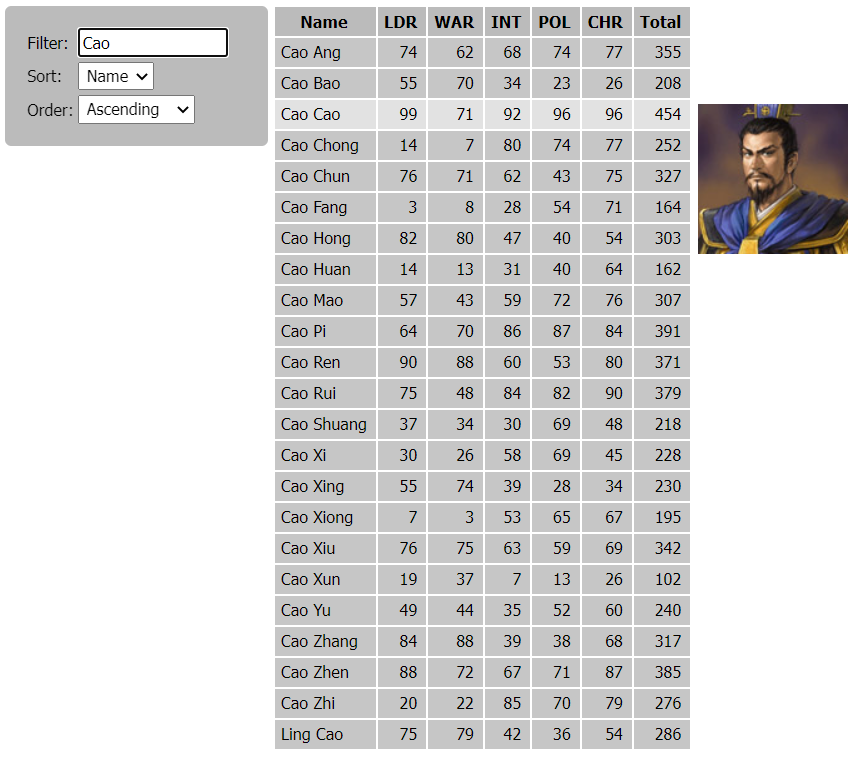 Filter: Cao
Sort: Name
Order: Ascending
Name LDR WAR INT POL CHR Total
Cao Ang 74 62 68 74 77 355
Cao Bao 55 70 34 23 26 208
Cao Cao 99 71 92 96 96 454
Cao Chong 14 7 80 74 77 252
Cao Chun 76 71 62 43 75 327
Cao Fang 3 8 28 54 71 164
Cao Hong 82 80 47 40 54 303
Cao Huan 14 13 31 40 64 162
Cao Mao 57 43 59 72 76 307
Cao Pi 64 70 86 87 84 391
Cao Ren 90 88 60 53 80 371
Cao Rui 75 48 84 82 90 379
Cao Shuang 37 34 30 69 48 218
Cao Xi 30 26 58 69 45 228
Cao Xing 55 74 39 28 34 230
Cao Xiong 7 3 53 65 67 195
Cao Xiu 76 75 63 59 69 342
Cao Xun 19 37 7 13 26 102
Cao Yu 49 44 35 52 60 240
Cao Zhang 84 88 39 38 68 317
Cao Zhen 88 72 67 71 87 385
Cao Zhi 20 22 85 70 79 276
Ling Cao 75 79 42 36 54 286